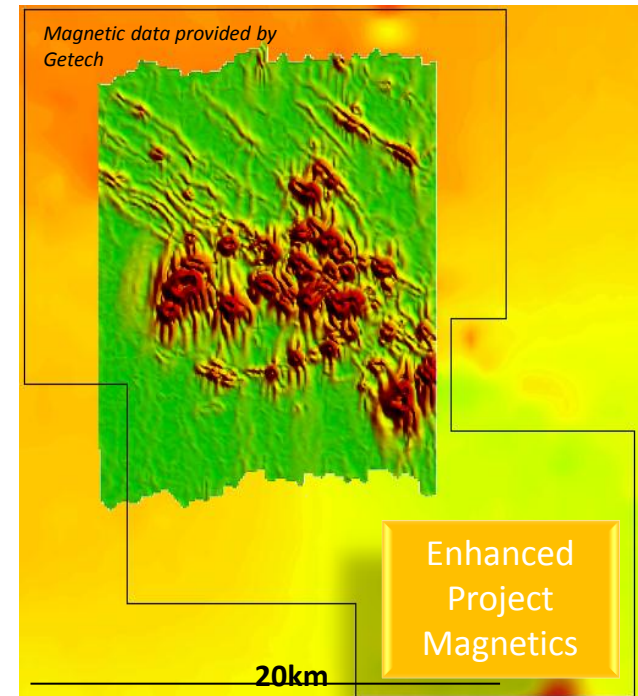 Magnetic data provided by
Getech
Enhanced
Project
Magnetics
20km